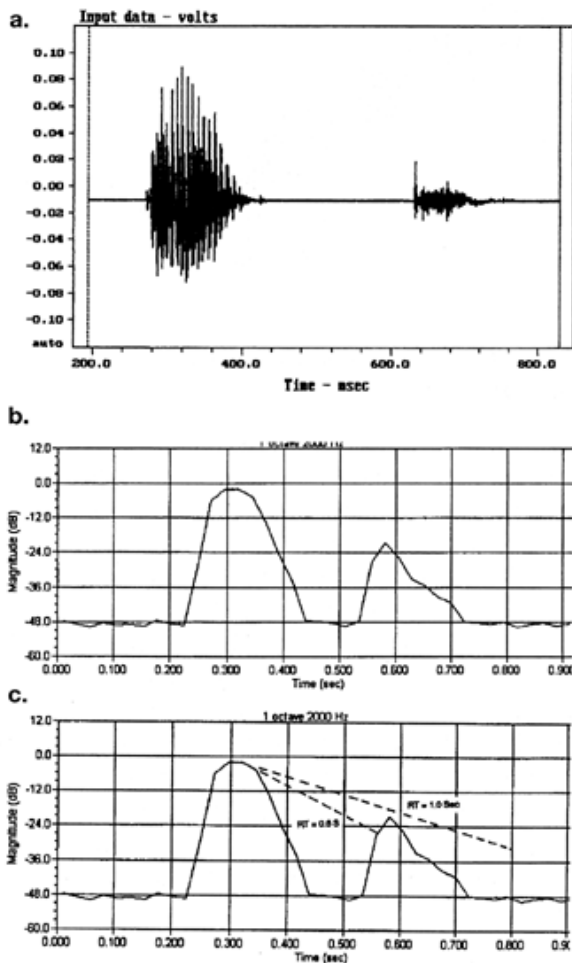 a.
Input data - volts
0.10
0.08
0.06
0.04
0.02
0.00
-0.02
-0.04
-0.06
-0.08
-0.10
auto
200.0 400.0 600.0 800.0
Time - msec
b.
1 octave 2000 Hz
12.0
0.0
-12.0
-24.0
-36.0
-48.0
-60.0
Magnitude (dB)
0.000 0.100 0.200 0.300 0.400 0.500 0.600 0.700 0.800
Time (sec)
c.
1 octave 2000 Hz
12.0
0.0
-12.0
-24.0
-36.0
-48.0
-60.0
Magnitude (dB)
RT = 1.0 Sec
RT =
0.000 0.100 0.200 0.300 0.400 0.500 0.600 0.700 0.800
Time (sec)